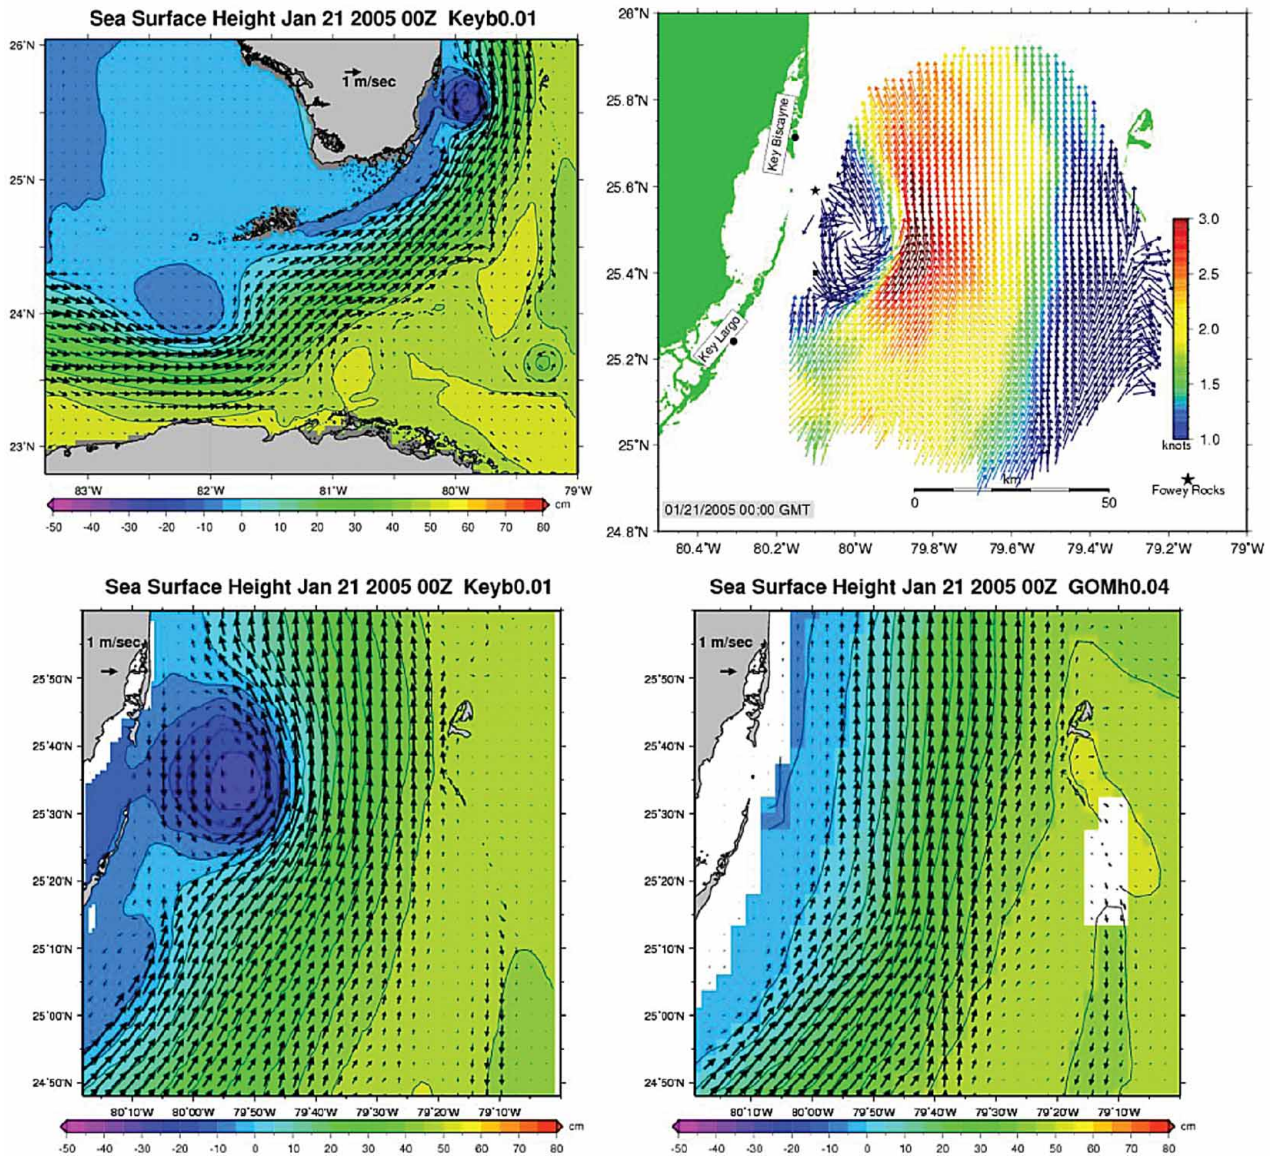 Sea Surface Height Jan 21 2005 00Z Keyb0.01
26°N
25°N
24°N
23°N
1 m/sec
83°W 82°W 81°W 80°W 79°W
-50 -40 -30 -20 -10 0 10 20 30 40 50 60 70 80 cm
26°N
25.8°N
25.6°N
25.4°N
25.2°N
25°N
24.8°N
Key Biscayne
Key Largo
3.0
2.5
2.0
1.5
1.0
knots
Fowey Rocks
km
0 50
01/21/2005 00:00 GMT
80.4°W 80.2°W 80°W 79.8°W 79.6°W 79.4°W 79.2°W 79°W
Sea Surface Height Jan 21 2005 00Z Keyb0.01
1 m/sec
25°50'N
25°40'N
25°30'N
25°20'N
25°10'N
25°00'N
24°50'N
80°10'W 80°00'W 79°50'W 79°40'W 79°30'W 79°20'W 79°10'W
-50 -40 -30 -20 -10 0 10 20 30 40 50 60 70 80 cm
Sea Surface Height Jan 21 2005 00Z GOMh0.04
1 m/sec
25°50'N
25°40'N
25°30'N
25°20'N
25°10'N
25°00'N
24°50'N
80°10'W 80°00'W 79°50'W 79°40'W 79°30'W 79°20'W 79°10'W
-50 -40 -30 -20 -10 0 10 20 30 40 50 60 70 80 cm